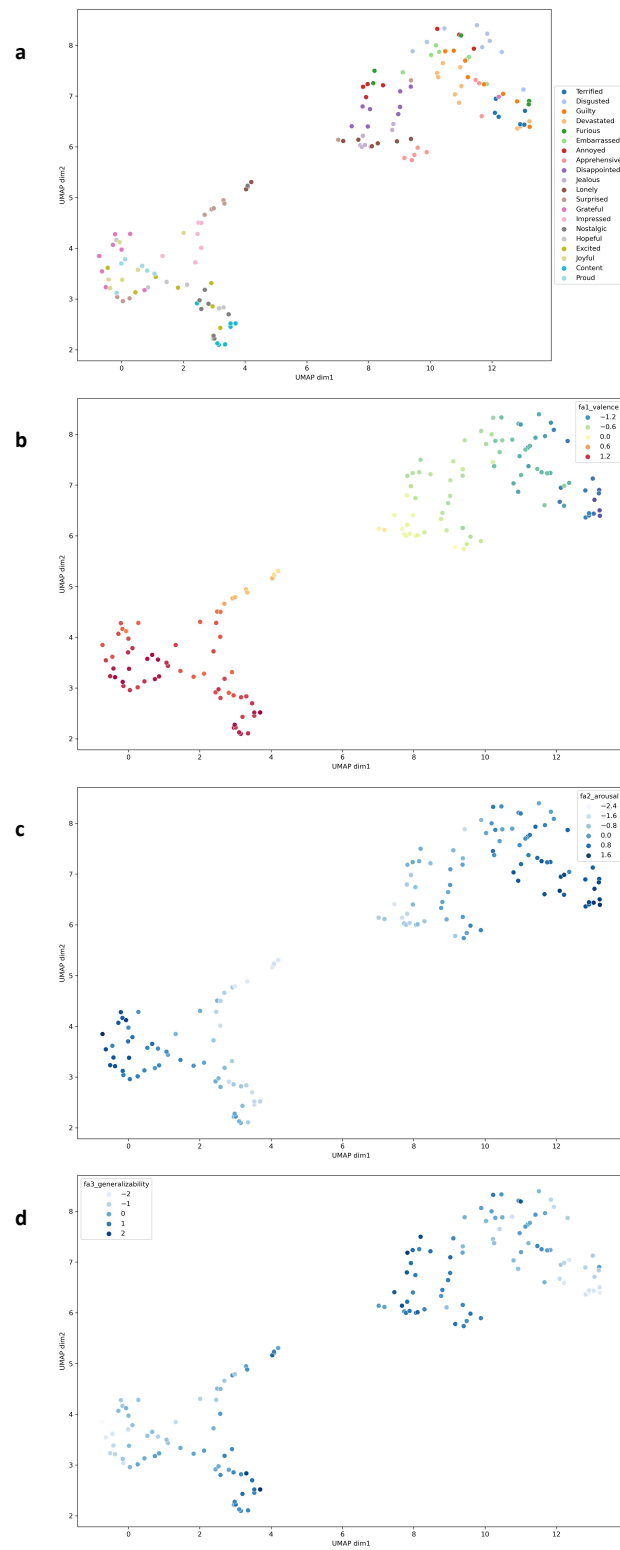 a
8
7
6
5
4
3
2
UMAP dim2
0
2
4
6
8
10
12
UMAP dim1
Terrified
Disgusted
Guilty
Devastated
Furious
Embarrassed
Annoyed
Apprehensive
Disappointed
Jealous
Lonely
Surprised
Grateful
Impressed
Nostalgic
Hopeful
Excited
Joyful
Content
Proud
b
8
7
6
5
4
3
2
UMAP dim2
0
2
4
6
8
10
12
UMAP dim1
fa1_valence
−1.2
−0.6
0.0
0.6
1.2
c
8
7
6
5
4
3
2
UMAP dim2
0
2
4
6
8
10
12
UMAP dim1
fa2_arousal
−2.4
−1.6
−0.8
0.0
0.8
1.6
d
8
7
6
5
4
3
2
UMAP dim2
0
2
4
6
8
10
12
UMAP dim1
fa3_generalizability
−2
−1
0
1
2